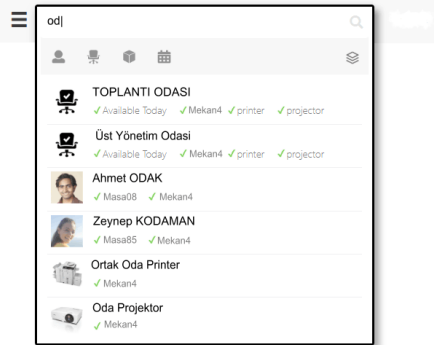 od
TOPLANTI ODASI
Available Today Mekan4 printer projector
Üst Yönetim Odasi
Available Today Mekan4 printer projector
Ahmet ODAK
Masa08 Mekan4
Zeynep KODAMAN
Masa85 Mekan4
Ortak Oda Printer
Mekan4
Oda Projektor
Mekan4